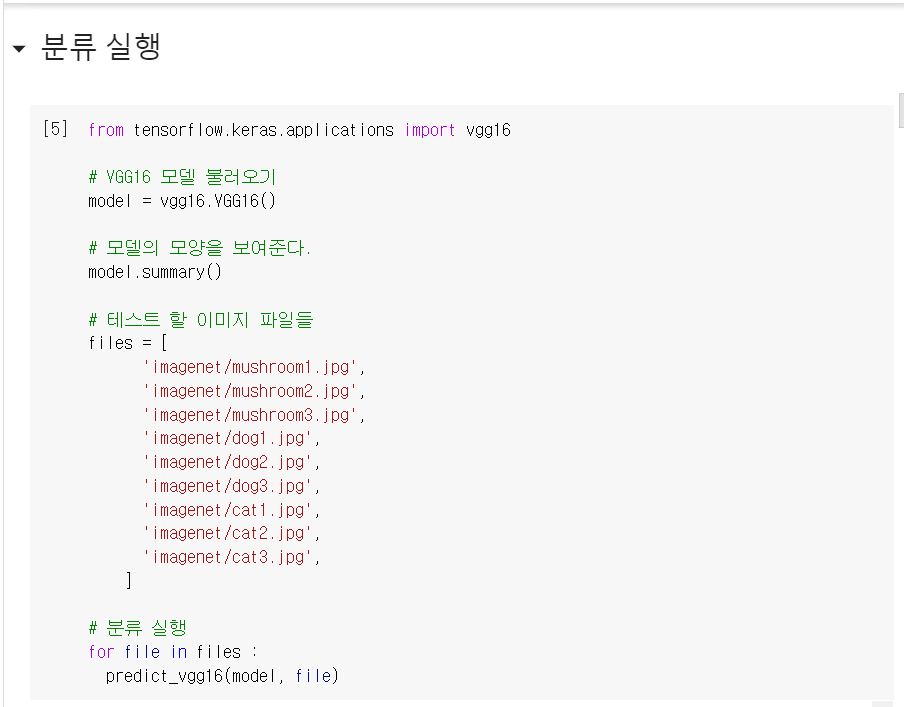 분류 실행
[5] from tensorflow.keras.applications import vgg16
# VGG16 모델 불러오기
model = vgg16.VGG16()
# 모델의 모양을 보여준다.
model.summary()
# 테스트 할 이미지 파일들
files = [
'imagenet/mushroom1.jpg',
'imagenet/mushroom2.jpg',
'imagenet/mushroom3.jpg',
'imagenet/dog1.jpg',
'imagenet/dog2.jpg',
'imagenet/dog3.jpg',
'imagenet/cat1.jpg',
'imagenet/cat2.jpg',
'imagenet/cat3.jpg',
]
# 분류 실행
for file in files :
predict_vgg16(model, file)